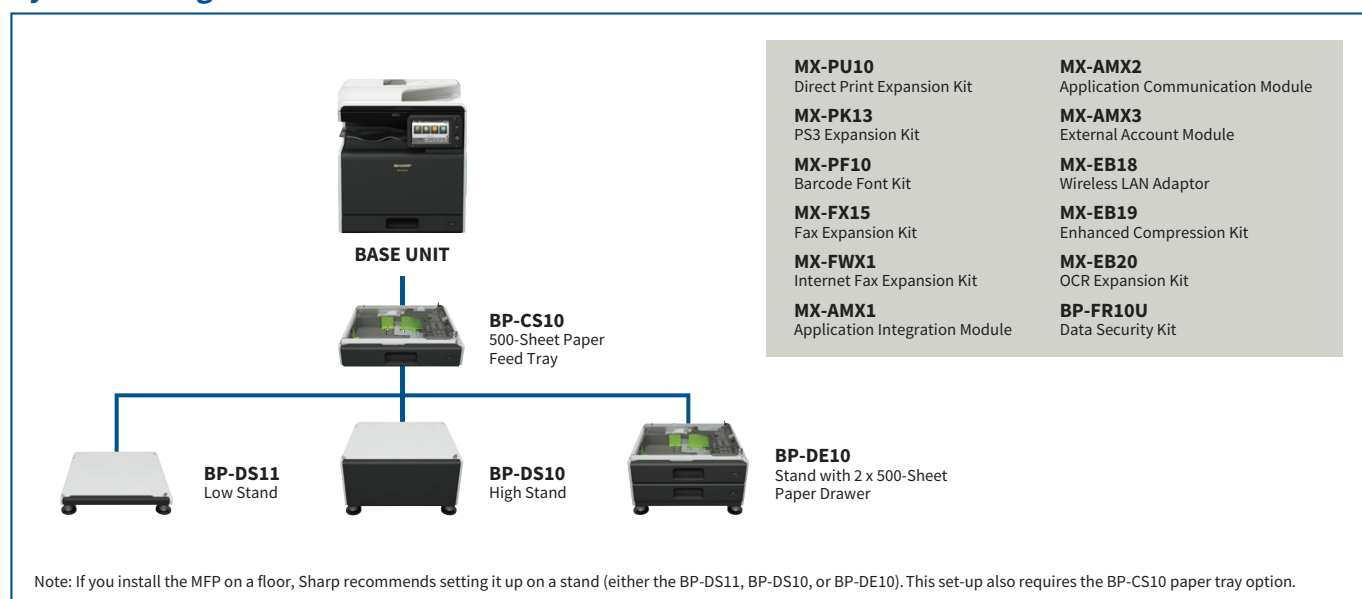 MX-PU10
Direct Print Expansion Kit
MX-PK13
PS3 Expansion Kit
MX-PF10
Barcode Font Kit
MX-FX15
Fax Expansion Kit
MX-FWX1
Internet Fax Expansion Kit
MX-AMX1
Application Integration Module
MX-AMX2
Application Communication Module
MX-AMX3
External Account Module
MX-EB18
Wireless LAN Adaptor
MX-EB19
Enhanced Compression Kit
MX-EB20
OCR Expansion Kit
BP-FR10U
Data Security Kit
SHARP
BASE UNIT
BP-CS10
500-Sheet Paper
Feed Tray
BP-DS11
Low Stand
BP-DS10
High Stand
BP-DE10
Stand with 2 x 500-Sheet
Paper Drawer
Note: If you install the MFP on a floor, Sharp recommends setting it up on a stand (either the BP-DS11, BP-DS10, or BP-DE10). This set-up also requires the BP-CS10 paper tray option.